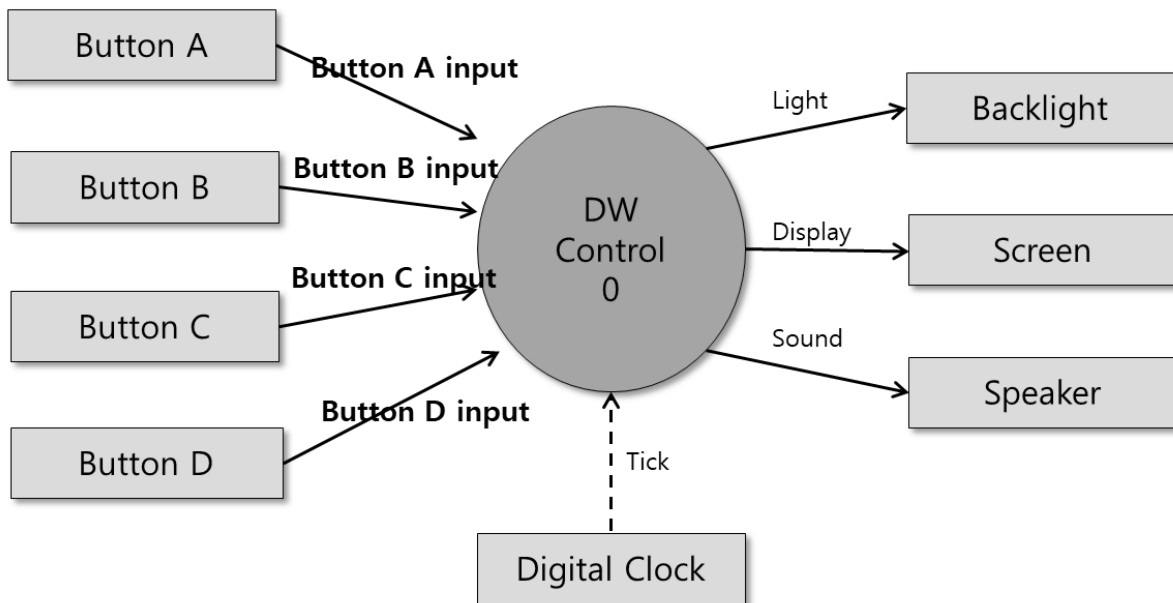 Button A
Button A input
Button B
Button B input
Button C
Button C input
Button D
Button D input
DW
Control
0
Light
Backlight
Display
Screen
Sound
Speaker
Tick
Digital Clock